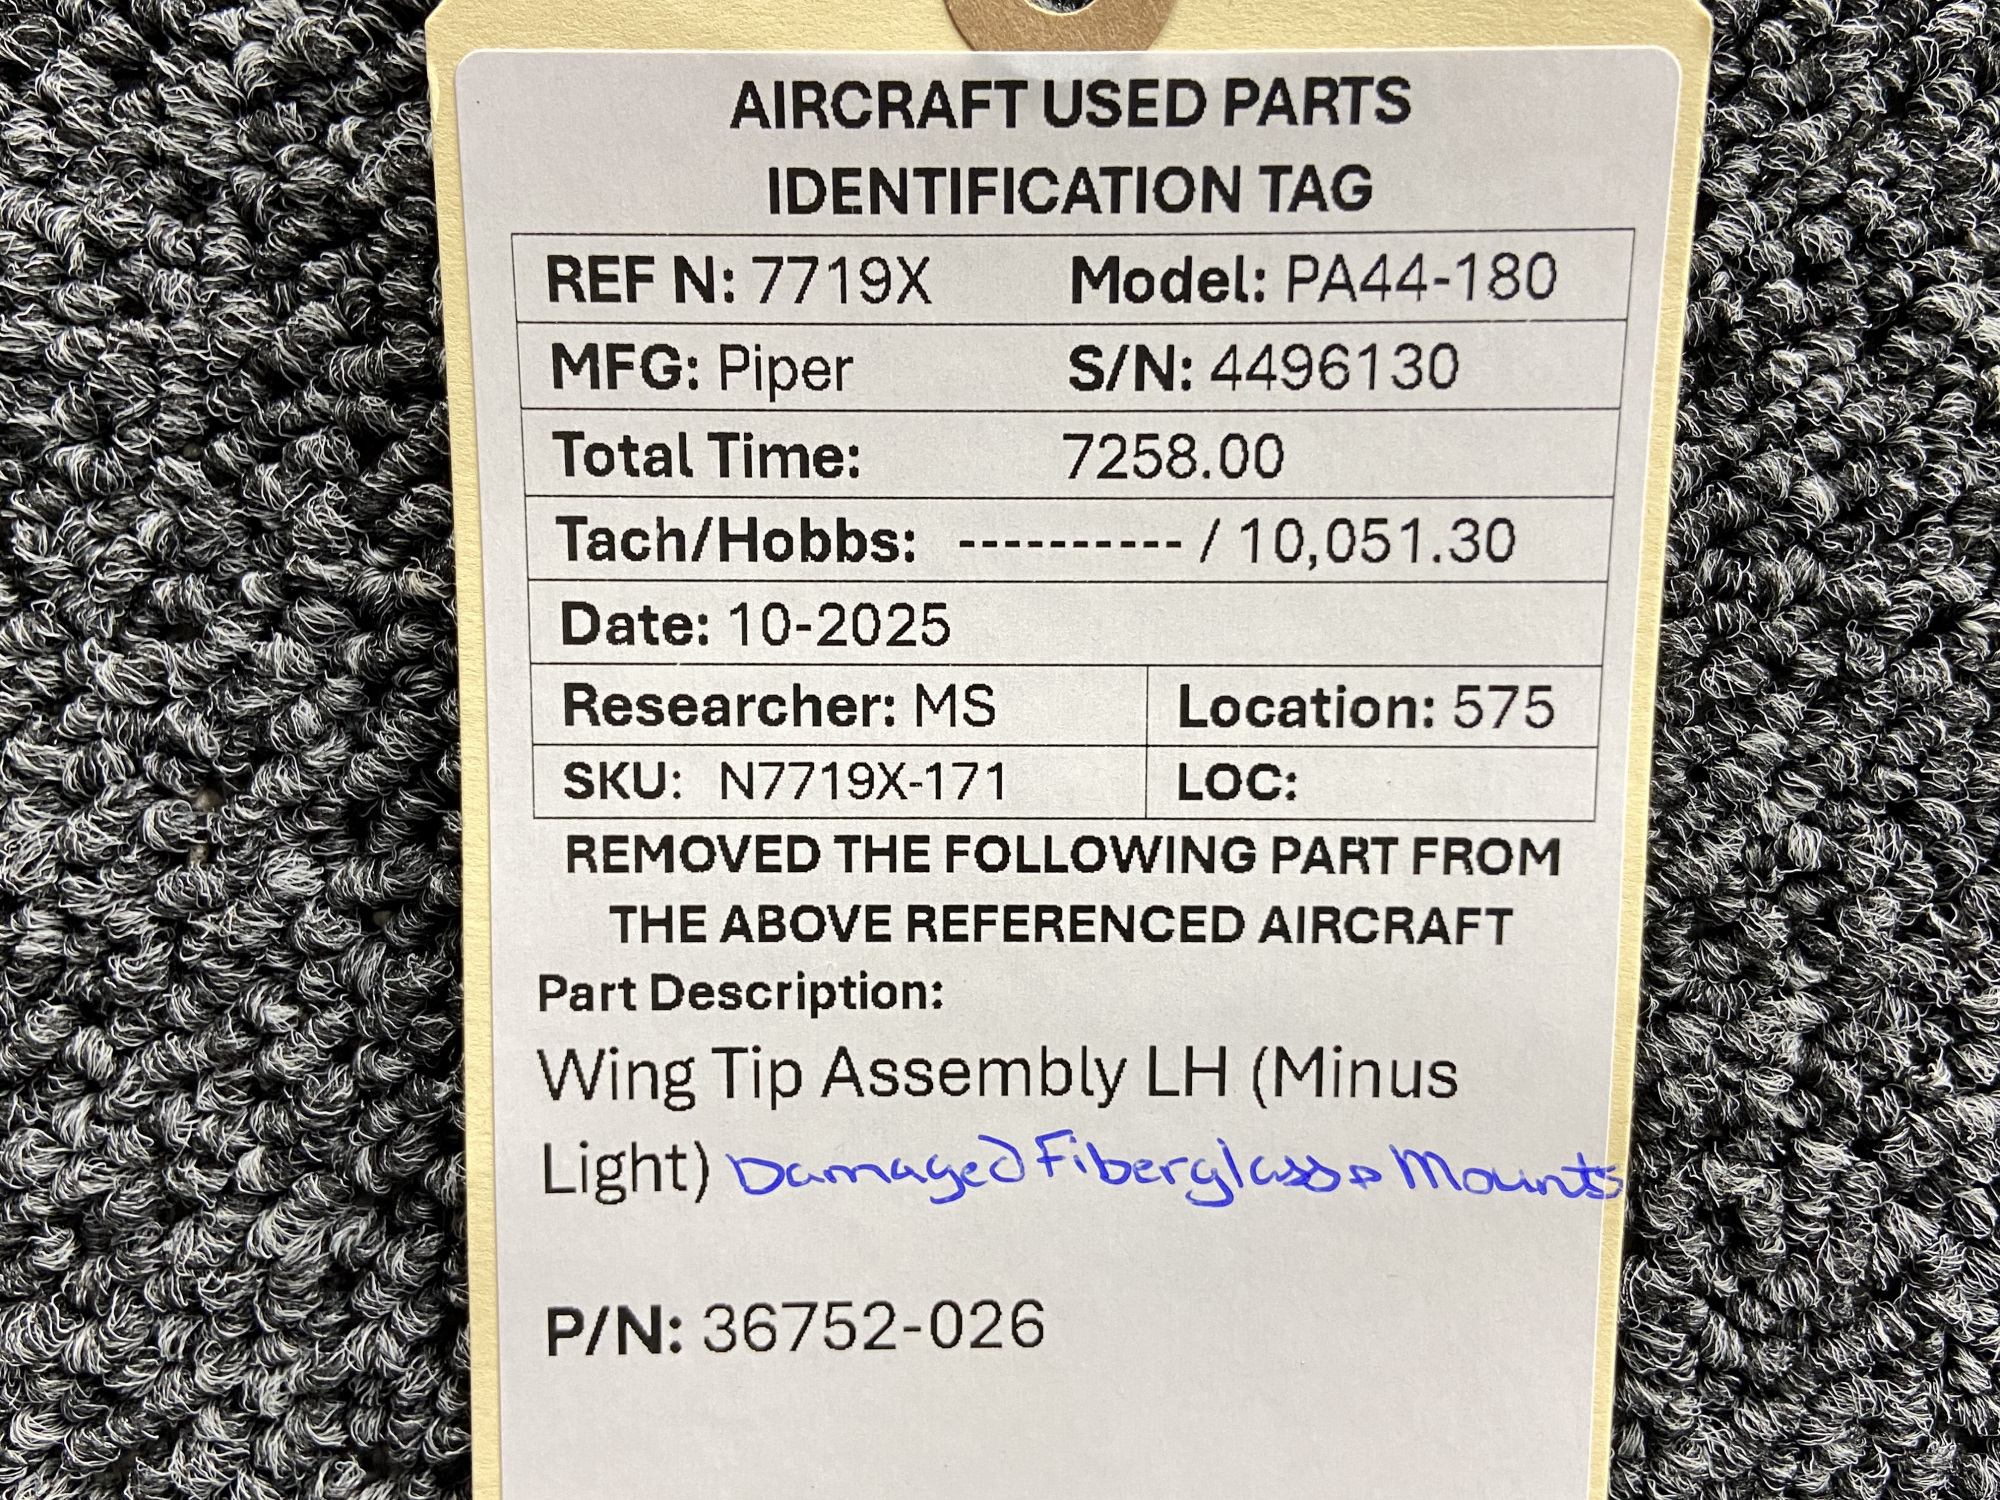 AIRCRAFT USED PARTS
IDENTIFICATION TAG
REF N: 7719X Model: PA44-180
MFG: Piper S/N: 4496130
Total Time: 7258.00
Tach/Hobbs: ---------- / 10,051.30
Date: 10-2025
Researcher: MS Location: 575
SKU: N7719X-171 LOC:
REMOVED THE FOLLOWING PART FROM
THE ABOVE REFERENCED AIRCRAFT
Part Description:
Wing Tip Assembly LH (Minus
Light) Damaged Fiberglass Mounts
P/N: 36752-026